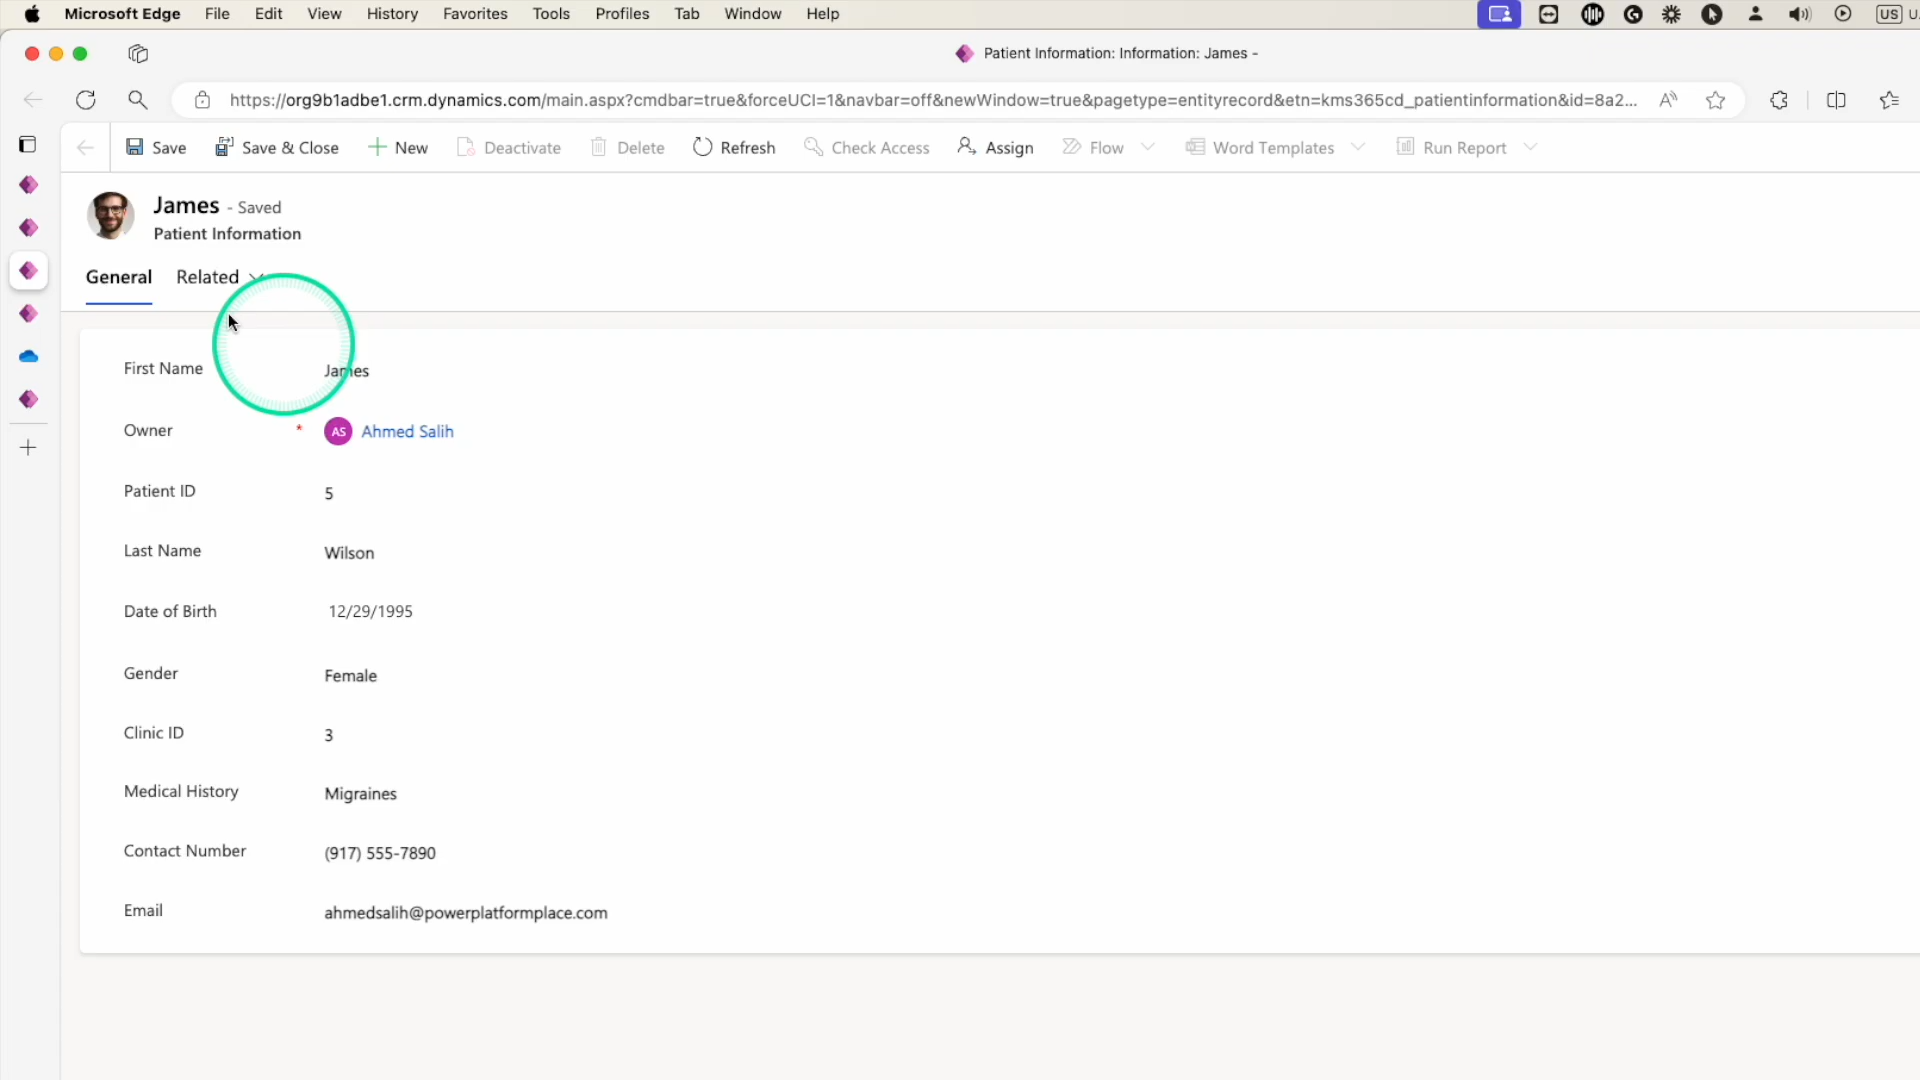 Microsoft Edge File Edit View History Favorites Tools Profiles Tab Window Help US
Patient Information: Information: James -
https://org9b1adbe1.crm.dynamics.com/main.aspx?cmdbar=true&forceUCI=1&navbar=off&newWindow=true&pagetype=entityrecord&etn=kms365cd_patientinformation&id=8a2...
Save Save & Close New Deactivate Delete Refresh Check Access Assign Flow Word Templates Run Report
James - Saved
Patient Information
General Related
First Name James
Owner * AS Ahmed Salih
Patient ID 5
Last Name Wilson
Date of Birth 12/29/1995
Gender Female
Clinic ID 3
Medical History Migraines
Contact Number (917) 555-7890
Email ahmedsalih@powerplatformplace.com